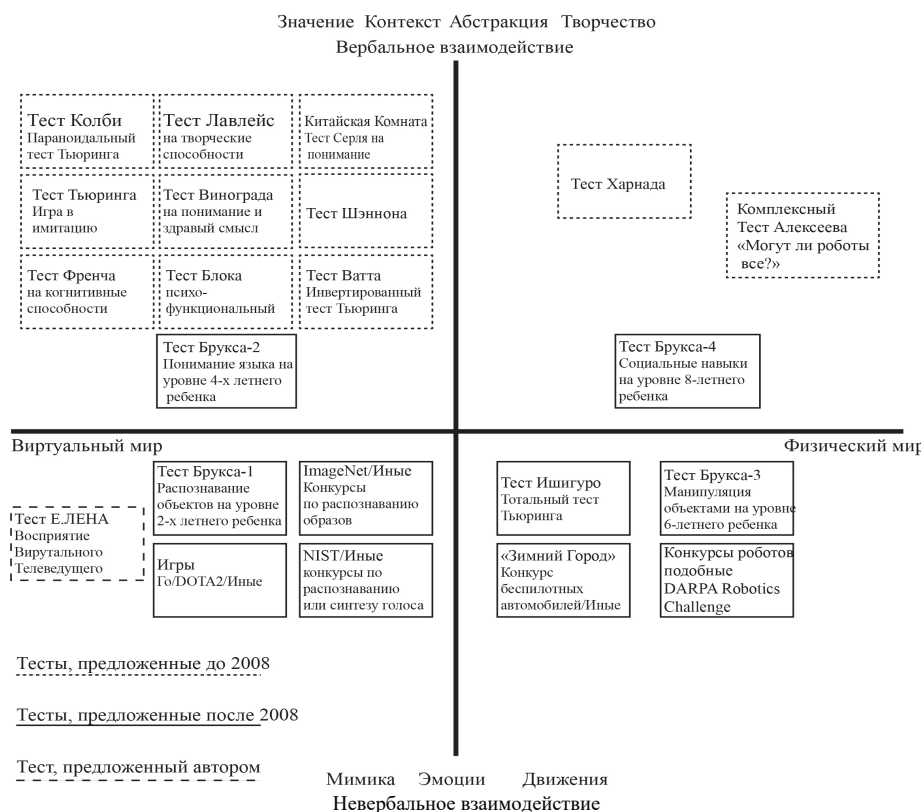 Значение Контекст Абстракция Творчество
Вербальное взаимодействие
Тест Колби
Параноидальный
тест Тьюринга
Тест Лавлейс
на творческие
способности
Китайская Комната
Тест Серля на
понимание
Тест Тьюринга
Игра в
имитацию
Тест Винограда
на понимание и
здравый смысл
Тест Шэннона
Тест Френча
на когнитивные
способности
Тест Блока
психо-
функциональный
Тест Ватта
Инвертированный
тест Тьюринга
Тест Брукса-2
Понимание языка на
уровне 4-х летнего
ребенка
Тест Харнада
Комплексный
Тест Алексеева
«Могут ли роботы
все?»
Тест Брукса-4
Социальные навыки
на уровне 8-летнего
ребенка
Виртуальный мир
Физический мир
Тест Е.ЛЕНА
Восприятие
Вирутального
Телеведущего
Тест Брукса-1
Распознавание
объектов на уровне
2-х летнего ребенка
ImageNet/Иные
Конкурсы
по распознаванию
образов
Игры
Го/DOTA2/Иные
NIST/Иные
конкурсы по
распознаванию
или синтезу голоса
Тест Ишигуро
Тотальный тест
Тьюринга
Тест Брукса-3
Манипуляция
объектами на уровне
6-летнего ребенка
«Зимний Город»
Конкурс
беспилотных
автомобилей/Иные
Конкурсы роботов
подобные
DARPA Robotics
Challenge
Тесты, предложенные до 2008
Тесты, предложенные после 2008
Тест, предложенный автором
Мимика Эмоции Движения
Невербальное взаимодействие